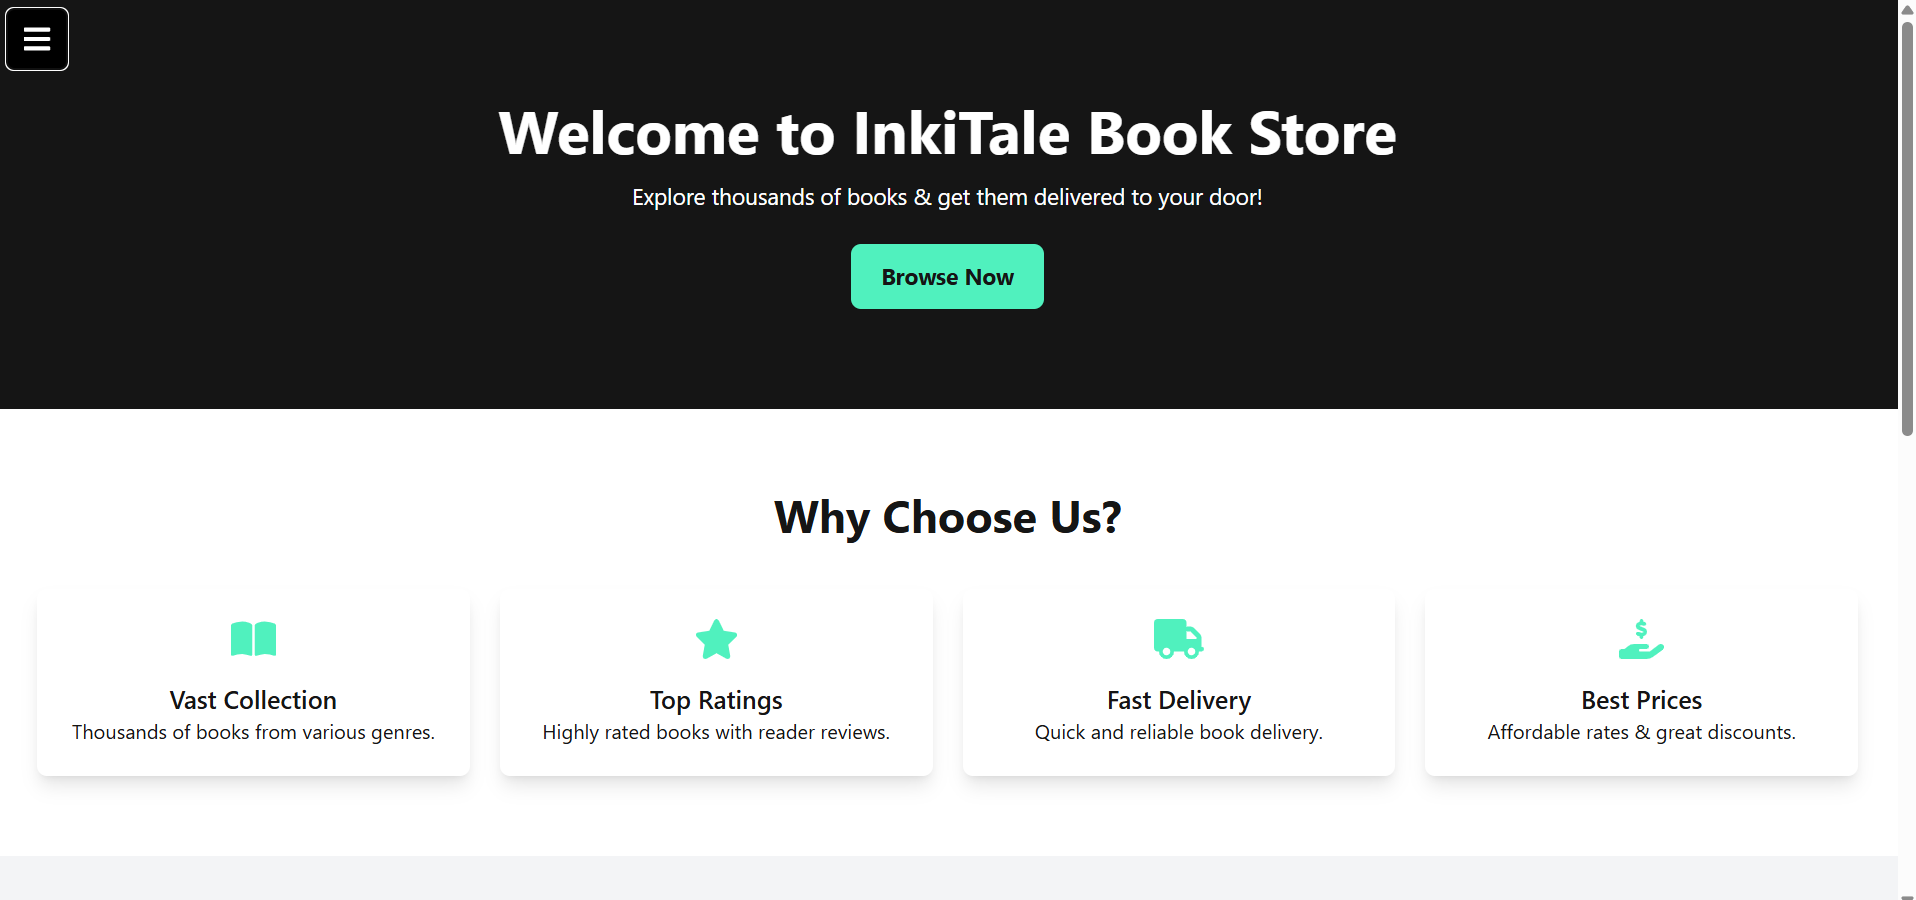 Welcome to InkiTale Book Store
Explore thousands of books & get them delivered to your door!
Browse Now
Why Choose Us?
Vast Collection
Thousands of books from various genres.
Top Ratings
Highly rated books with reader reviews.
Fast Delivery
Quick and reliable book delivery.
Best Prices
Affordable rates & great discounts.